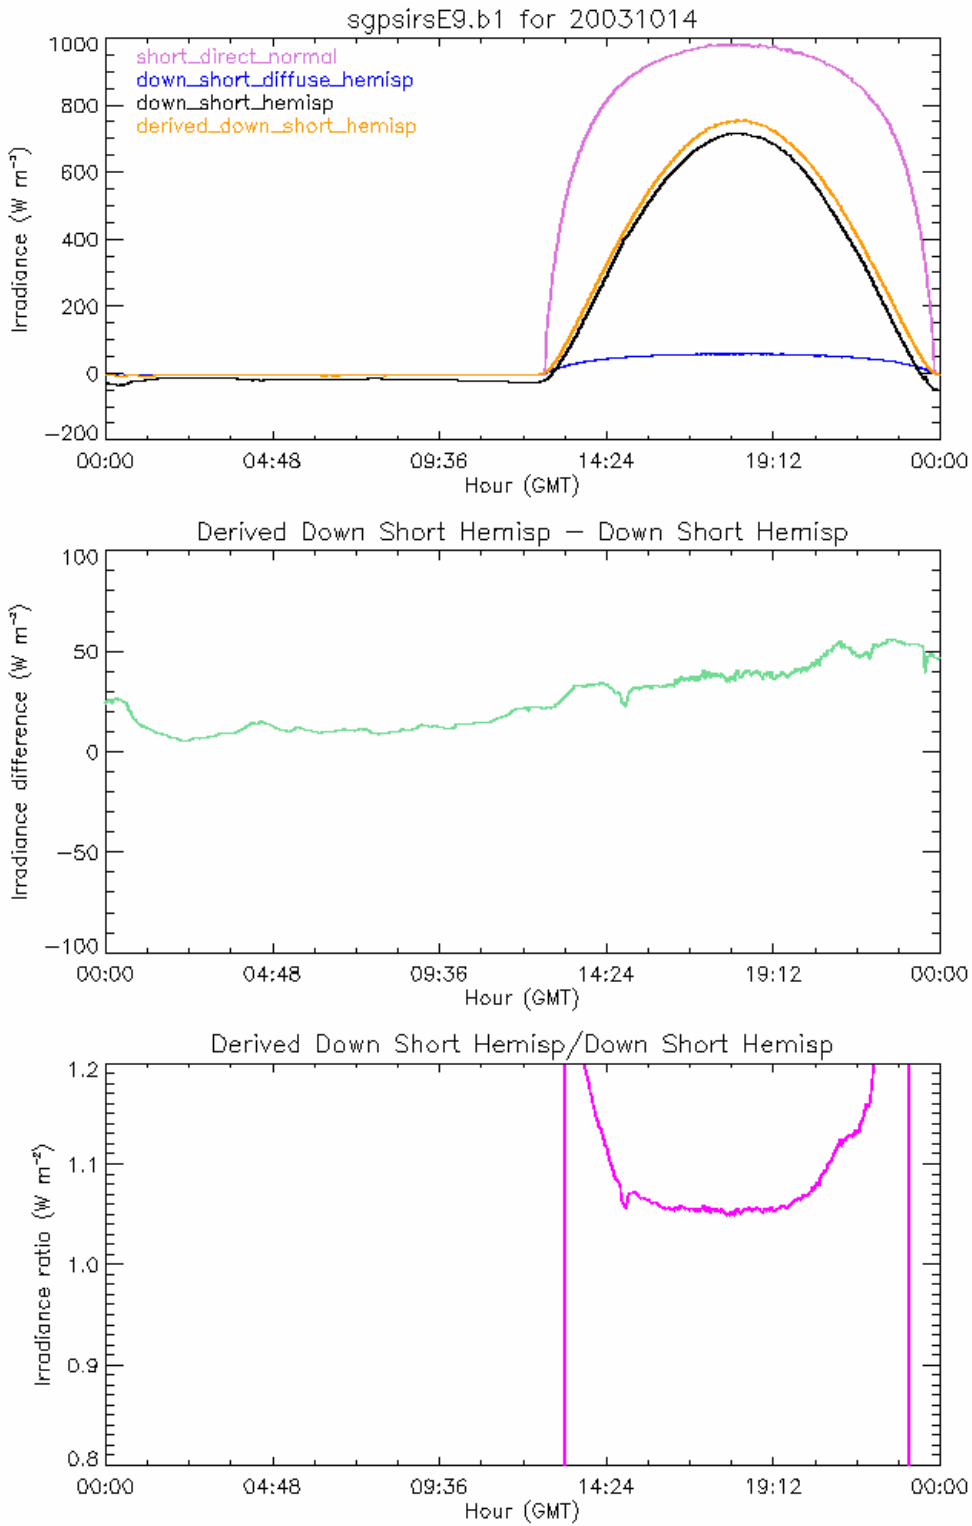 sgpsirsE9.b1 for 20031014
short_direct_normal
down_short_diffuse_hemisp
down_short_hemisp
derived_down_short_hemisp
Irradiance (W m⁻²)
1000
800
600
400
200
0
−200
00:00 04:48 09:36 14:24 19:12 00:00
Hour (GMT)
Derived Down Short Hemisp − Down Short Hemisp
Irradiance difference (W m⁻²)
100
50
0
−50
−100
00:00 04:48 09:36 14:24 19:12 00:00
Hour (GMT)
Derived Down Short Hemisp/Down Short Hemisp
Irradiance ratio (W m⁻²)
1.2
1.1
1.0
0.9
0.8
00:00 04:48 09:36 14:24 19:12 00:00
Hour (GMT)